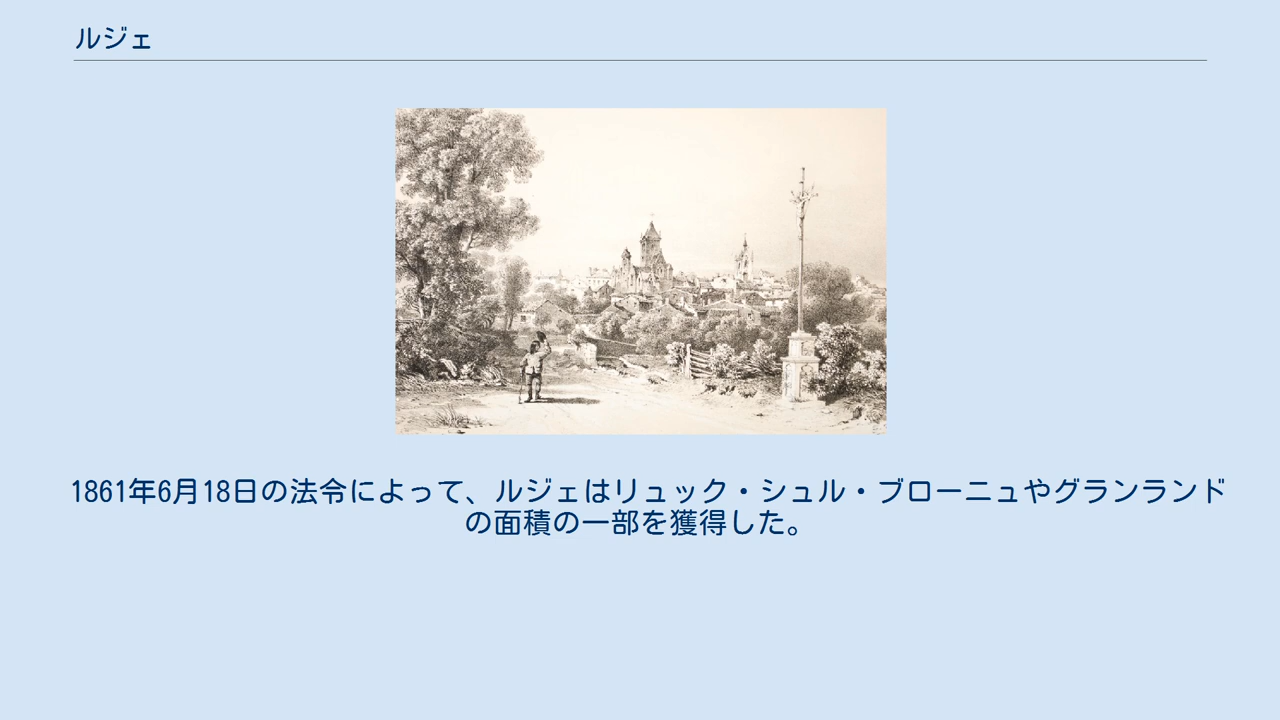 ルジェ
1861年6月18日の法令によって、ルジェはリュック・シュル・ブローニュやグランランド
の面積の一部を獲得した。